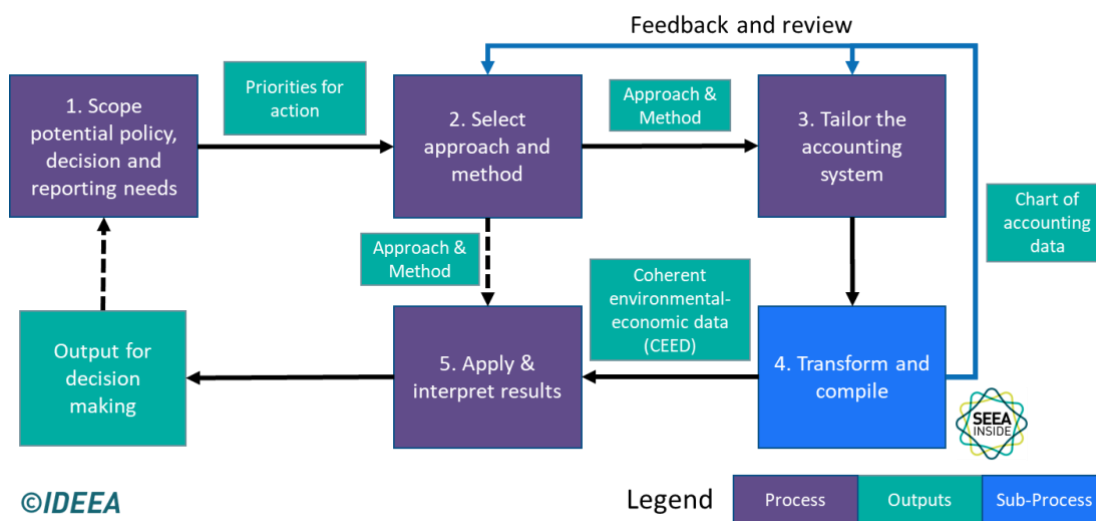 Feedback and review
1. Scope
potential policy,
decision and
reporting needs
Priorities for
action
2. Select
approach and
method
Approach &
Method
3. Tailor the
accounting
system
Chart of
accounting
data
Approach &
Method
Coherent
environmental-
economic data
(CEED)
Output for
decision
making
5. Apply &
interpret results
4. Transform and
compile
SEEA
INSIDE
©IDEEA
Legend
Process
Outputs
Sub-Process